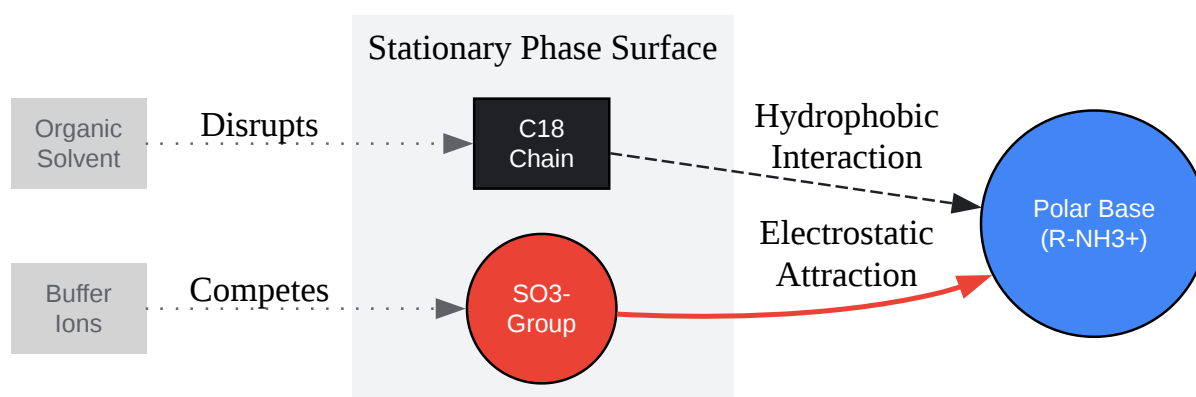 Stationary Phase Surface
Organic
Solvent
Disrupts
C18
Chain
Hydrophobic
Interaction
Polar Base
(R-NH3+)
Electrostatic
Attraction
Buffer
Ions
Competes
SO3-
Group